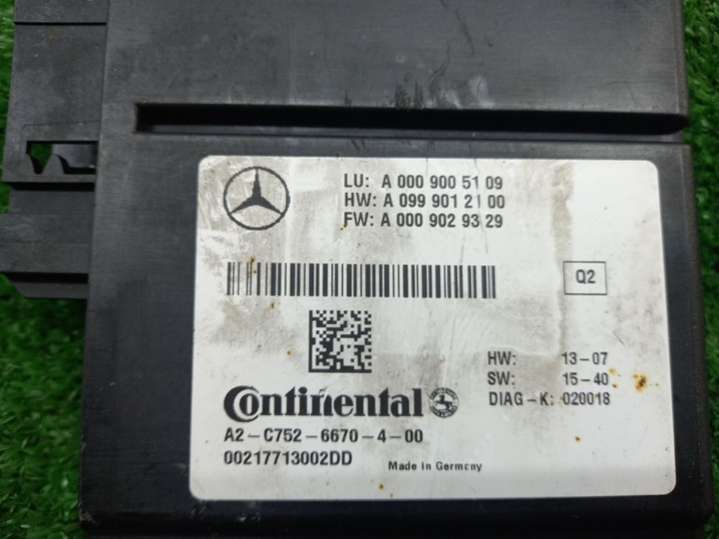 LU: A 000 900 51 09
HW: A 099 901 21 00
FW: A 000 902 93 29
Q2
HW: 13-07
SW: 15-40
DIAG-K: 020018
Continental
A2-C752-6670-4-00
00217713002DD
Made in Germany